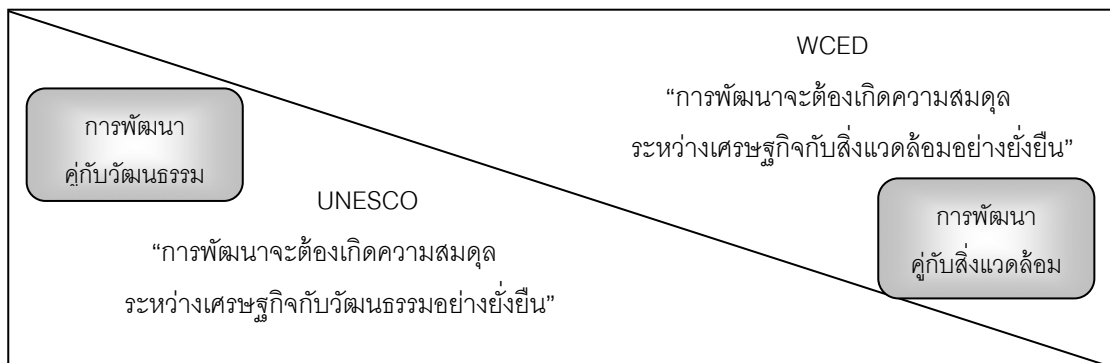 WCED
“การพัฒนาจะต้องเกิดความสมดุล
ระหว่างเศรษฐกิจกับสิ่งแวดล้อมอย่างยั่งยืน”
การพัฒนา
คู่กับสิ่งแวดล้อม
การพัฒนา
คู่กับวัฒนธรรม
UNESCO
“การพัฒนาจะต้องเกิดความสมดุล
ระหว่างเศรษฐกิจกับวัฒนธรรมอย่างยั่งยืน”